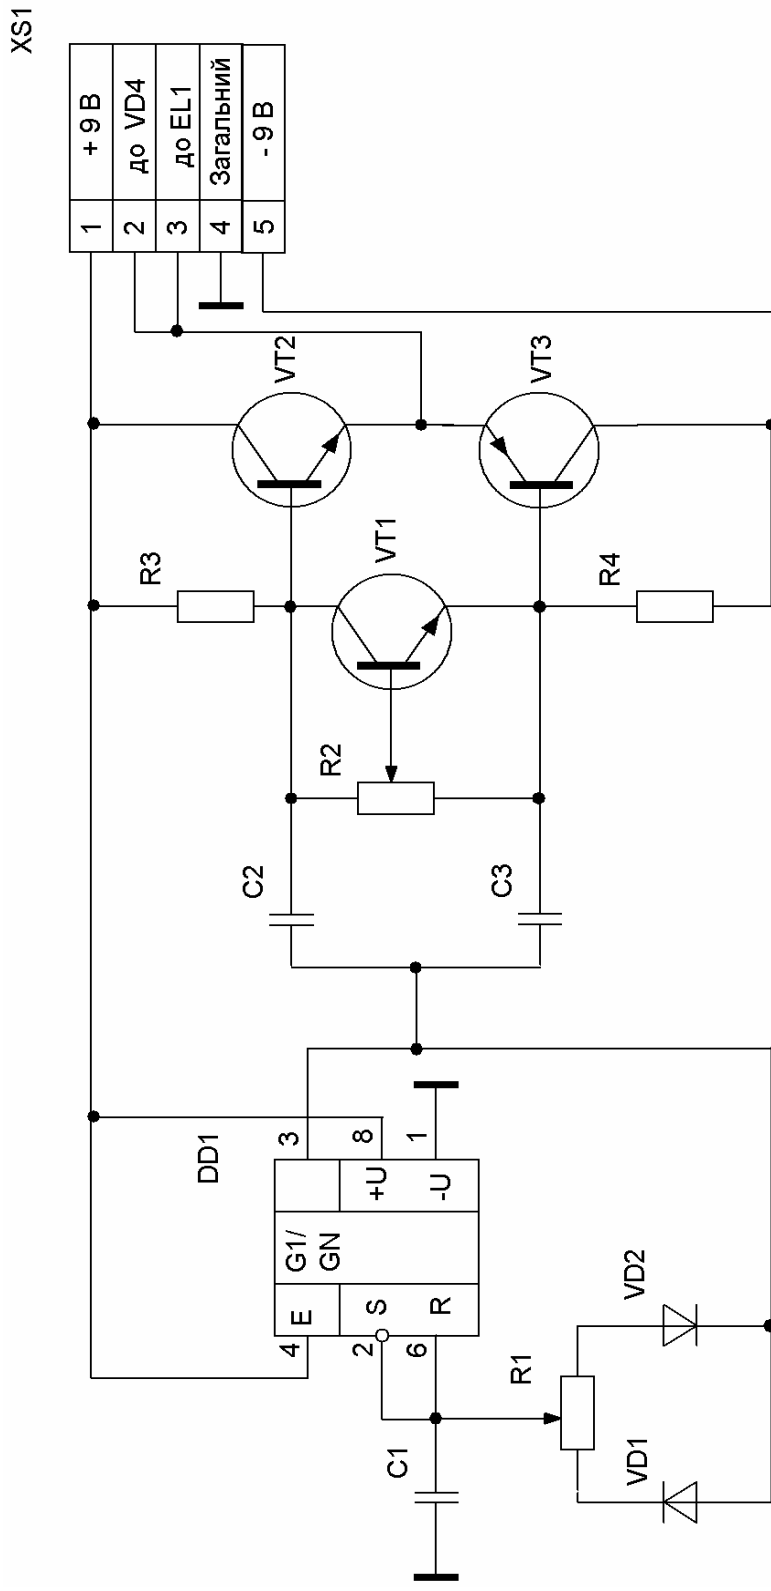 XS1
1 + 9 В
2 до VD4
3 до EL1
4 Загальний
5 - 9 В
VT2
VT3
R3
VT1
R4
R2
C2
C3
DD1
3
8
1
+U
-U
G1/
GN
E
S
R
4
2
6
R1
VD2
C1
VD1